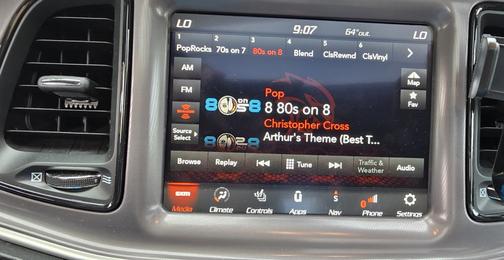 LO 9:07 64°out. LO
1 2 3 4 5 6
PopRocks 70s on 7 80s on 8 Blend ClsRewnd ClsVinyl
AM
Map
FM
Pop
8 80s on 8
Fav
Christopher Cross
Source Select
Arthur's Theme (Best T...
Browse Replay Tune Traffic & Weather Audio
Media Climate Controls Apps Nav Phone Settings